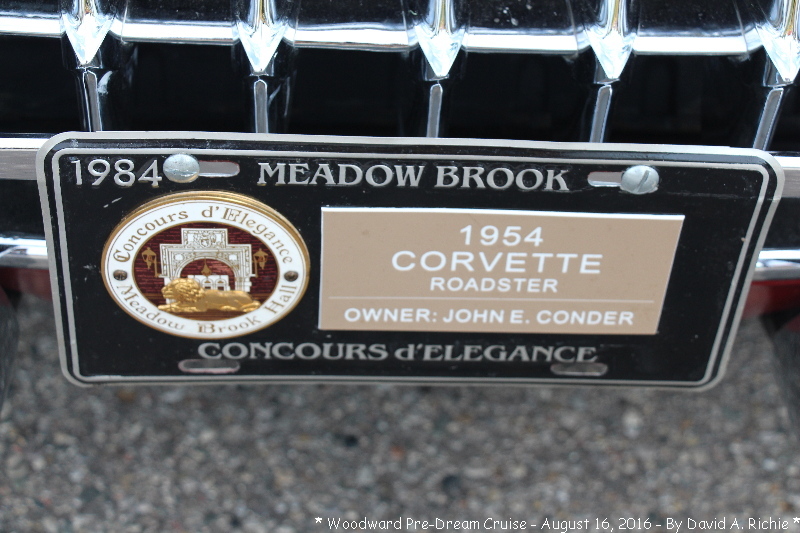 1984 MEADOW BROOK
Concours d'Elegance
Meadow Brook Hall
1954
CORVETTE
ROADSTER
OWNER: JOHN E. CONDER
CONCOURS d'ELEGANCE
* Woodward Pre-Dream Cruise - August 16, 2016 - By David A. Richie *